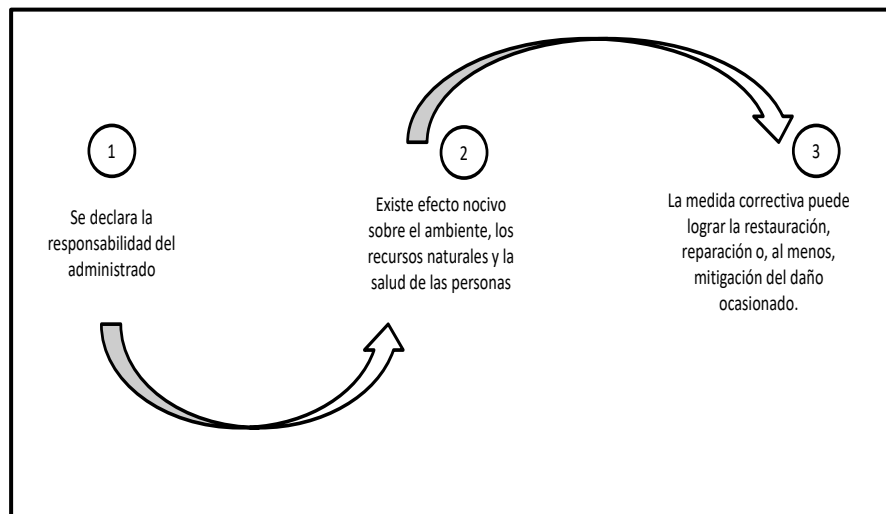 1
Se declara la
responsabilidad del
administrado
2
Existe efecto nocivo
sobre el ambiente, los
recursos naturales y la
salud de las personas
3
La medida correctiva puede
lograr la restauración,
reparación o, al menos,
mitigación del daño
ocasionado.